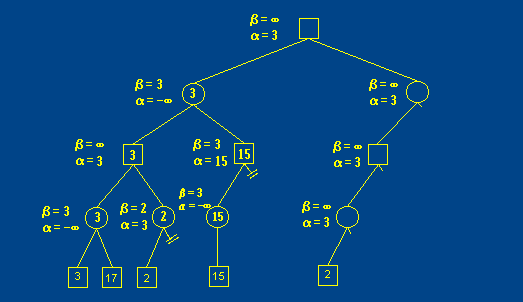 β = ∞
α = 3
β = 3
α = −∞
3
β = ∞
α = 3
β = ∞
α = 3
3
β = 3
α = 15
15
β = ∞
α = 3
β = 3
α = −∞
3
β = 2
α = 3
2
β = 3
α = −∞
15
β = ∞
α = 3
3
17
2
15
2